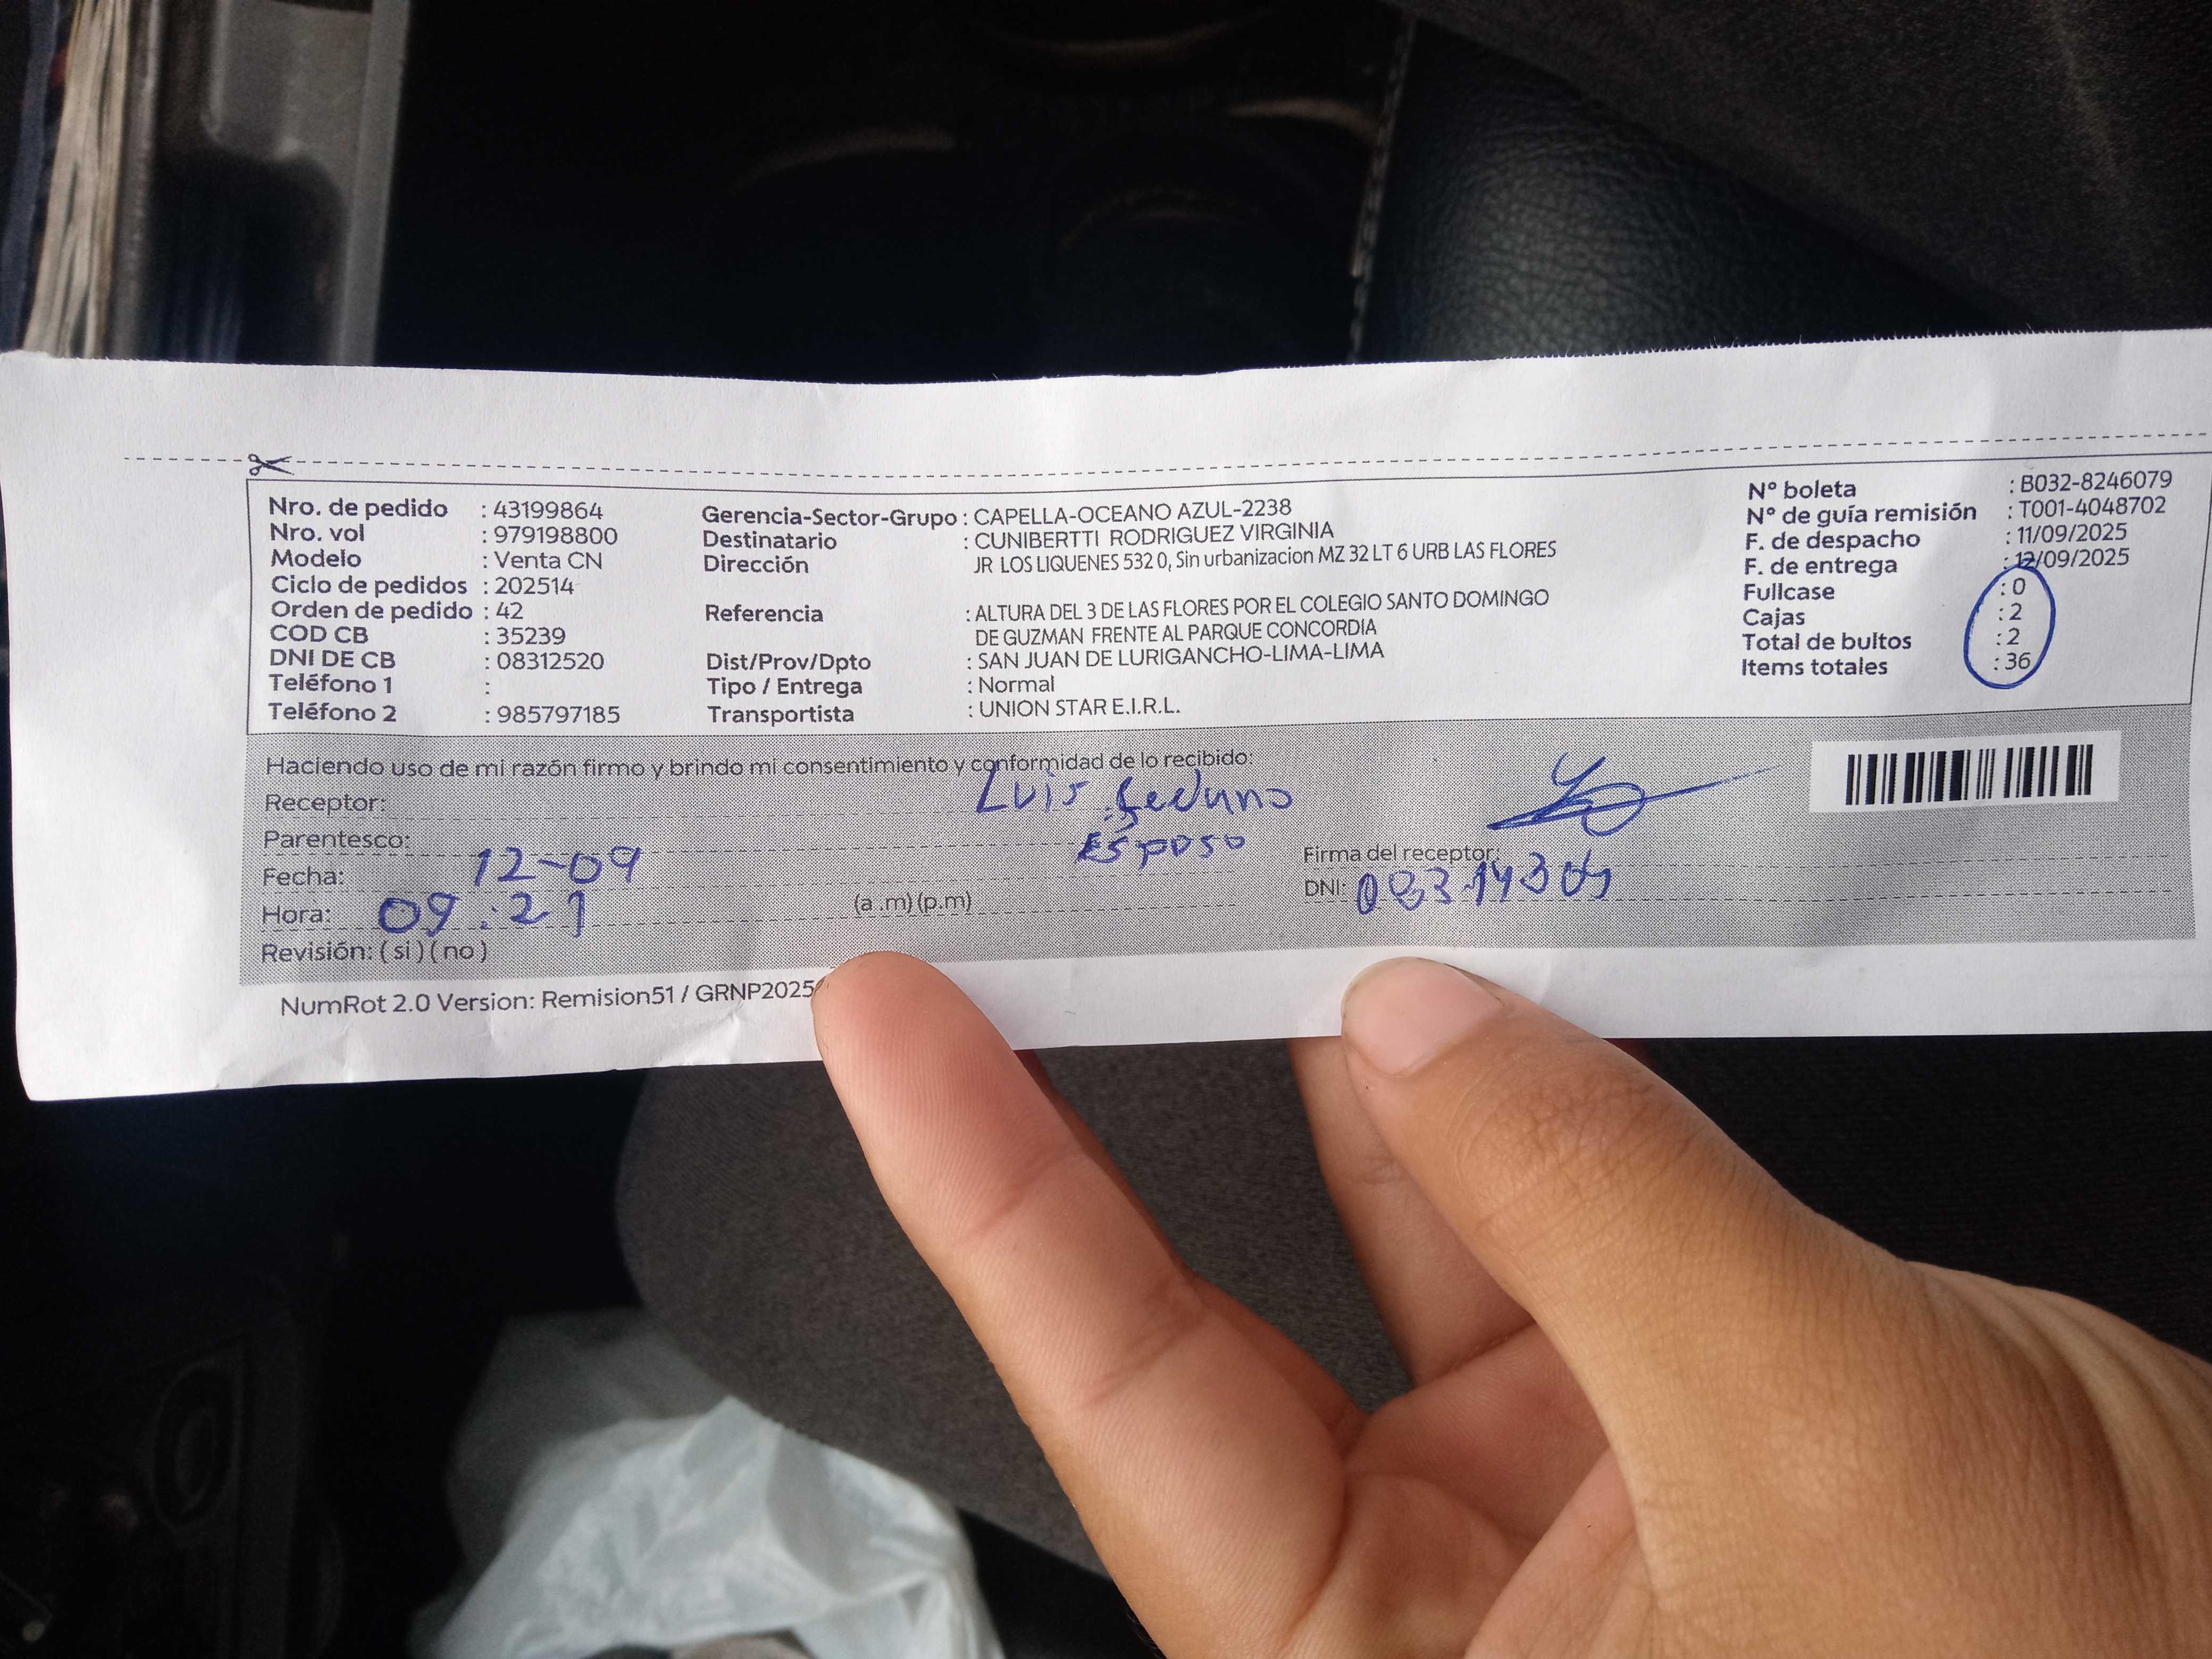 Nro. de pedido : 43199864
Nro. vol : 979198800
Modelo : Venta CN
Ciclo de pedidos : 202514
Orden de pedido : 42
COD CB : 35239
DNI DE CB : 08312520
Teléfono 1 :
Teléfono 2 : 985797185
Gerencia-Sector-Grupo : CAPELLA-OCEANO AZUL-2238
Destinatario : CUNIBERTTI RODRIGUEZ VIRGINIA
Dirección JR LOS LIQUENES 532 0, Sin urbanizacion MZ 32 LT 6 URB LAS FLORES
Referencia : ALTURA DEL 3 DE LAS FLORES POR EL COLEGIO SANTO DOMINGO
DE GUZMAN FRENTE AL PARQUE CONCORDIA
Dist/Prov/Dpto : SAN JUAN DE LURIGANCHO-LIMA-LIMA
Tipo / Entrega : Normal
Transportista : UNION STAR E.I.R.L.
N° boleta : B032-8246079
N° de guía remisión : T001-4048702
F. de despacho : 11/09/2025
F. de entrega : 12/09/2025
Fullcase : 0
Cajas : 2
Total de bultos : 2
Items totales : 36
Haciendo uso de mi razón firmo y brindo mi consentimiento y conformidad de lo recibido:
Receptor: Luis
Parentesco: Esposo
Fecha: 12-09
Hora: 09:21 (a .m) (p.m)
Revisión: ( si ) ( no )
Firma del receptor:
DNI:
NumRot 2.0 Version: Remision51 / GRNP2025